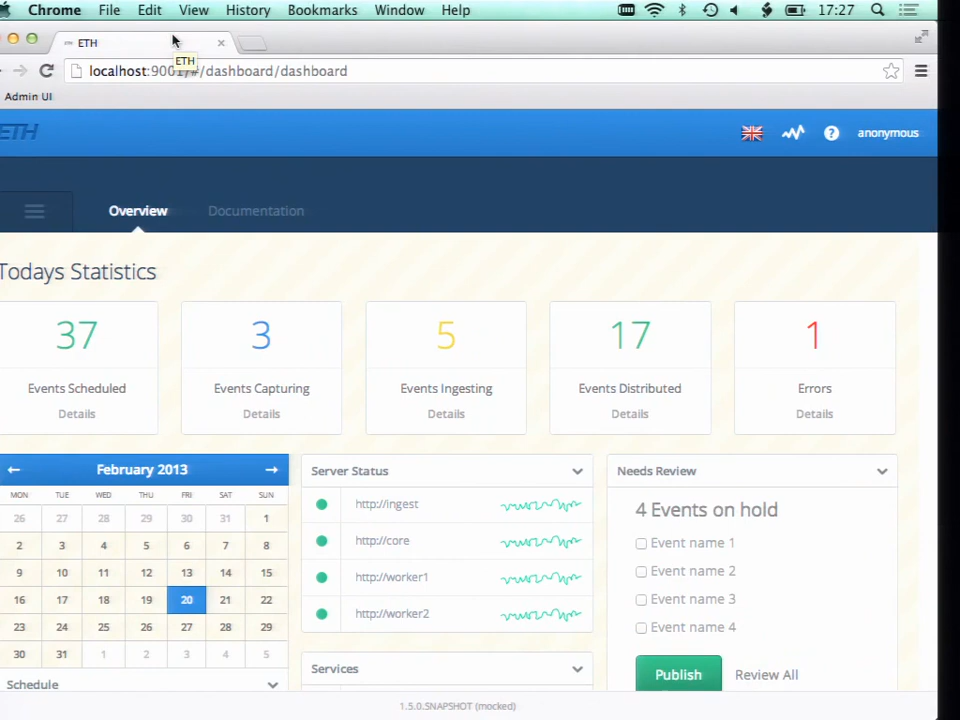 Chrome File Edit View History Bookmarks Window Help 17:27
ETH
ETH
localhost:9001/#/dashboard/dashboard
Admin UI
ETH
anonymous
Overview Documentation
Todays Statistics
37 3 5 17 1
Events Scheduled Events Capturing Events Ingesting Events Distributed Errors
Details Details Details Details Details
February 2013
MON TUE WED THU FRI SAT SUN
26 27 28 29 30 31 1
2 3 4 5 6 7 8
9 10 11 12 13 14 15
16 17 18 19 20 21 22
23 24 25 26 27 28 29
30 31 1 2 3 4 5
Schedule
Server Status
http://ingest
http://core
http://worker1
http://worker2
Services
Needs Review
4 Events on hold
Event name 1
Event name 2
Event name 3
Event name 4
Publish Review All
1.5.0.SNAPSHOT (mocked)